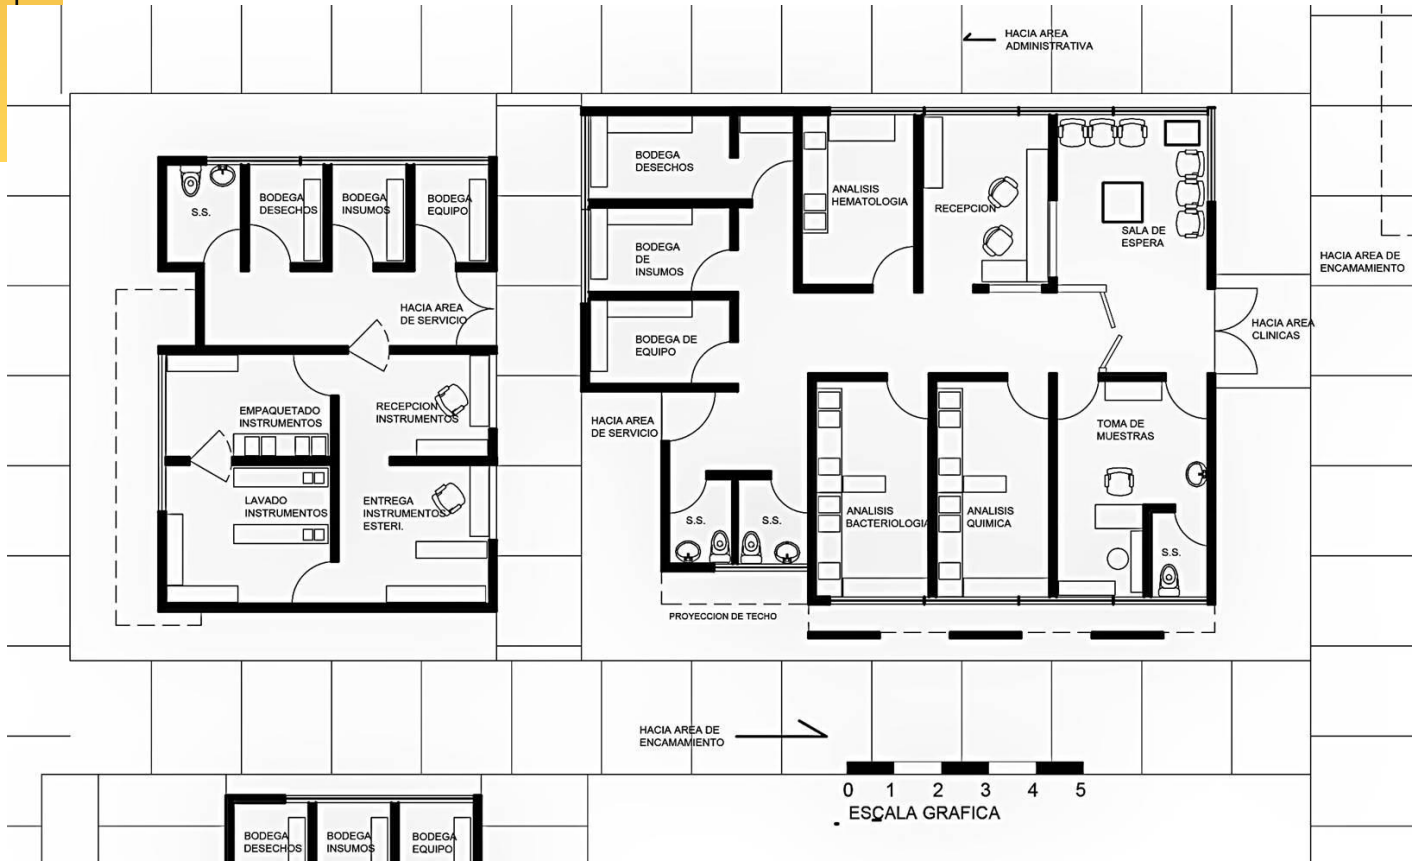 HACIA AREA
ADMINISTRATIVA
BODEGA
DESECHOS
ANALISIS
HEMATOLOGIA
RECEPCION
SALA DE
ESPERA
S.S.
BODEGA
DESECHOS
BODEGA
INSUMOS
BODEGA
EQUIPO
BODEGA
DE
INSUMOS
HACIA AREA DE
ENCAMAMIENTO
HACIA AREA
DE SERVICIO
BODEGA DE
EQUIPO
HACIA AREA
CLINICAS
EMPAQUETADO
INSTRUMENTOS
RECEPCION
INSTRUMENTOS
HACIA AREA
DE SERVICIO
TOMA DE
MUESTRAS
LAVADO
INSTRUMENTOS
ENTREGA
INSTRUMENTOS
ESTERI.
S.S.
S.S.
ANALISIS
BACTERIOLOGIA
ANALISIS
QUIMICA
S.S.
PROYECCION DE TECHO
HACIA AREA DE
ENCAMAMIENTO
0 1 2 3 4 5
ESCALA GRAFICA
BODEGA
DESECHOS
BODEGA
INSUMOS
BODEGA
EQUIPO